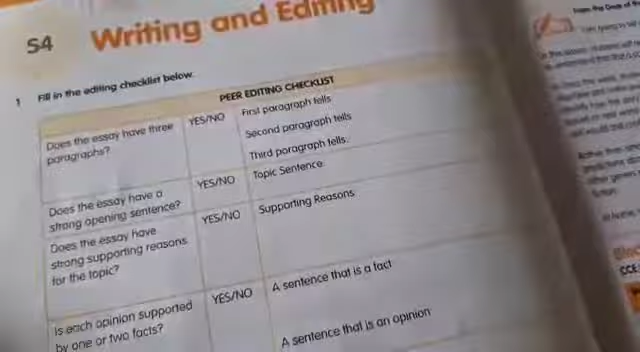 S4 Writing and Editing
1 Fill in the editing checklist below.
PEER EDITING CHECKLIST
Does the essay have three
paragraphs?
YES/NO
First paragraph tells
Second paragraph tells
Third paragraph tells:
Does the essay have a
strong opening sentence?
YES/NO
Topic Sentence:
Does the essay have
strong supporting reasons
for the topic?
YES/NO
Supporting Reasons
Is each opinion supported
by one or two facts?
YES/NO
A sentence that is a fact
A sentence that is an opinion
CCE